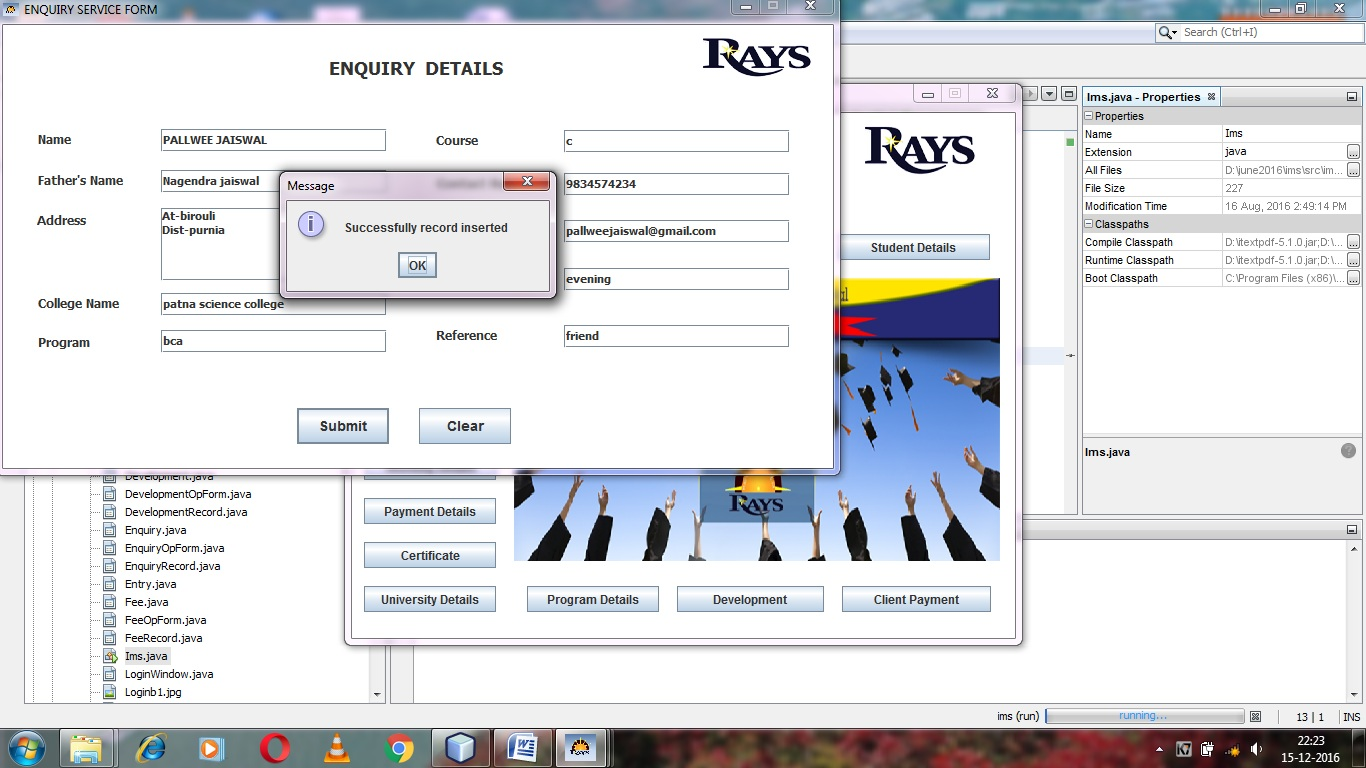 ENQUIRY SERVICE FORM
Search (Ctrl+I)
ENQUIRY DETAILS
RAYS
Name
PALLWEE JAISWAL
Course
c
Father's Name
Nagendra jaiswal
9834574234
Address
At-birouli
Dist-purnia
pallweejaiswal@gmail.com
evening
College Name
patna science college
Program
bca
Reference
friend
Submit
Clear
Message
Successfully record inserted
OK
RAYS
Student Details
RAYS
Payment Details
Certificate
University Details
Program Details
Development
Client Payment
Ims.java - Properties
Properties
Name
Ims
Extension
java
All Files
D:\june2016\ims\src\im...
File Size
227
Modification Time
16 Aug, 2016 2:49:14 PM
Classpaths
Compile Classpath
D:\itextpdf-5.1.0.jar;D:\...
Runtime Classpath
D:\itextpdf-5.1.0.jar;D:\...
Boot Classpath
C:\Program Files (x86)\...
Ims.java
Development.java
DevelopmentOpForm.java
DevelopmentRecord.java
Enquiry.java
EnquiryOpForm.java
EnquiryRecord.java
Entry.java
Fee.java
FeeOpForm.java
FeeRecord.java
Ims.java
LoginWindow.java
Loginb1.jpg
ims (run)
running...
13 | 1
INS
22:23
15-12-2016